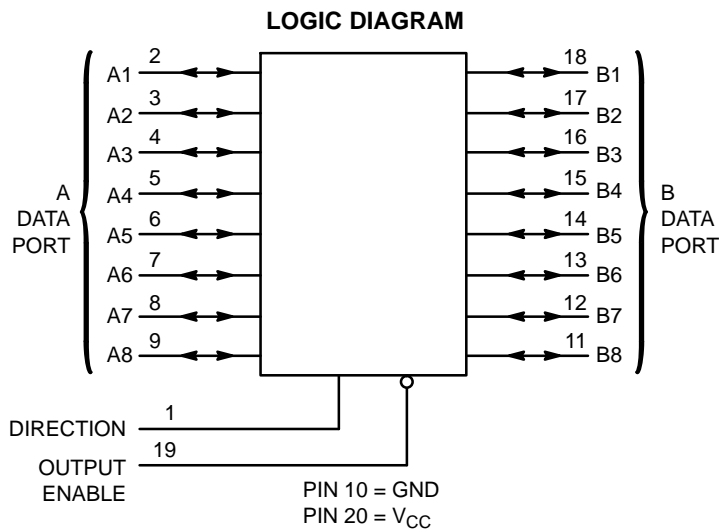 LOGIC DIAGRAM
A1 2 18 B1
A2 3 17 B2
A3 4 16 B3
A4 5 15 B4
A5 6 14 B5
A6 7 13 B6
A7 8 12 B7
A8 9 11 B8
A
DATA
PORT
B
DATA
PORT
DIRECTION 1
OUTPUT 19
ENABLE
PIN 10 = GND
PIN 20 = VCC